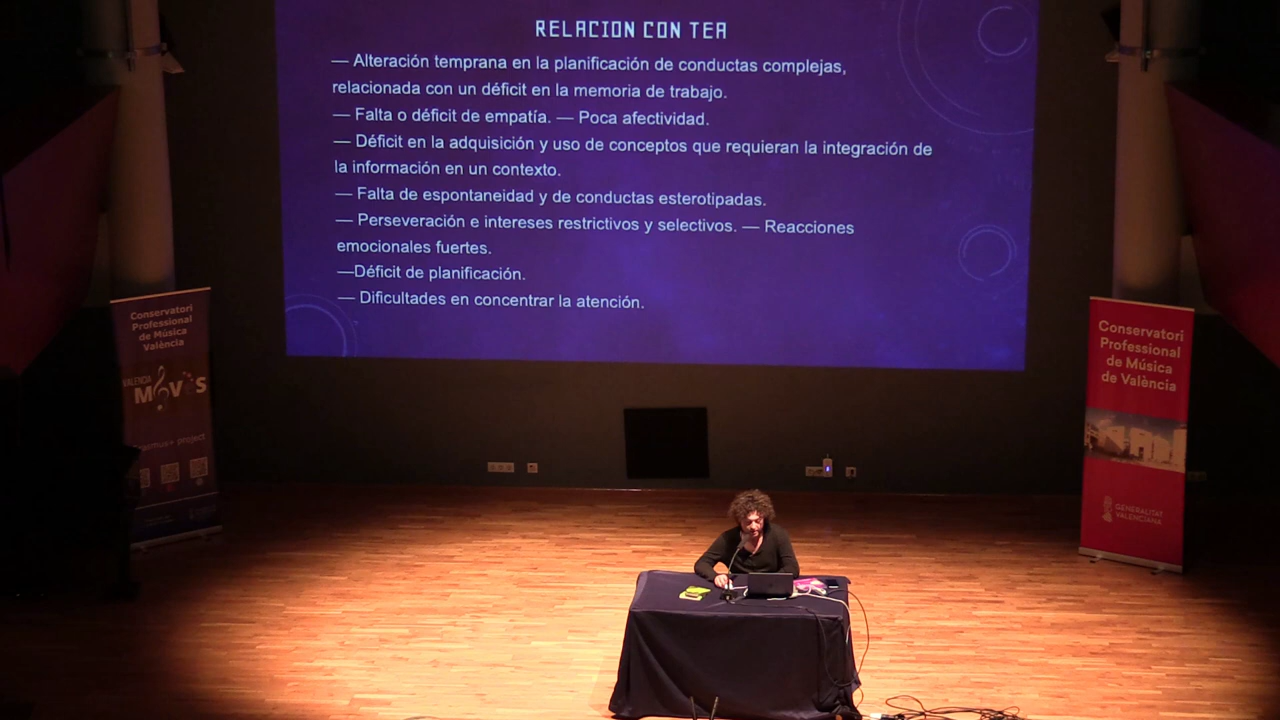 RELACION CON TEA
— Alteración temprana en la planificación de conductas complejas,
relacionada con un déficit en la memoria de trabajo.
— Falta o déficit de empatía. — Poca afectividad.
— Déficit en la adquisición y uso de conceptos que requieran la integración de
la información en un contexto.
— Falta de espontaneidad y de conductas esterotipadas.
— Perseveración e intereses restrictivos y selectivos. — Reacciones
emocionales fuertes.
—Déficit de planificación.
— Dificultades en concentrar la atención.
Conservatori
Professional
de Música
València
VALENCIA
MOVES
Erasmus+ project
Conservatori
Professional
de Música
de València
GENERALITAT
VALENCIANA